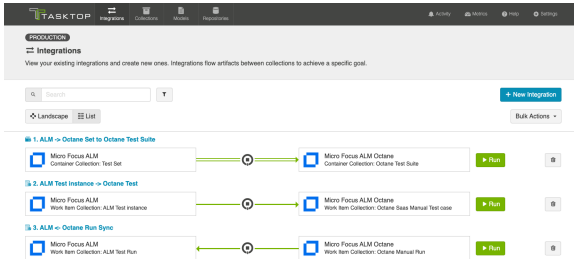 TASKTOP
Integrations
Collections
Models
Repositories
Activity
Metrics
Help
Settings
PRODUCTION
Integrations
View your existing integrations and create new ones. Integrations flow artifacts between collections to achieve a specific goal.
Search
+ New Integration
Landscape
List
Bulk Actions
1. ALM -> Octane Set to Octane Test Suite
Micro Focus ALM
Container Collection: Test Set
Micro Focus ALM Octane
Container Collection: Octane Test Suite
Run
2. ALM Test instance -> Octane Test
Micro Focus ALM
Work Item Collection: ALM Test instance
Micro Focus ALM Octane
Work Item Collection: Octane Saas Manual Test case
Run
3. ALM <- Octane Run Sync
Micro Focus ALM
Work Item Collection: ALM Test Run
Micro Focus ALM Octane
Work Item Collection: Octane Manual Run
Run